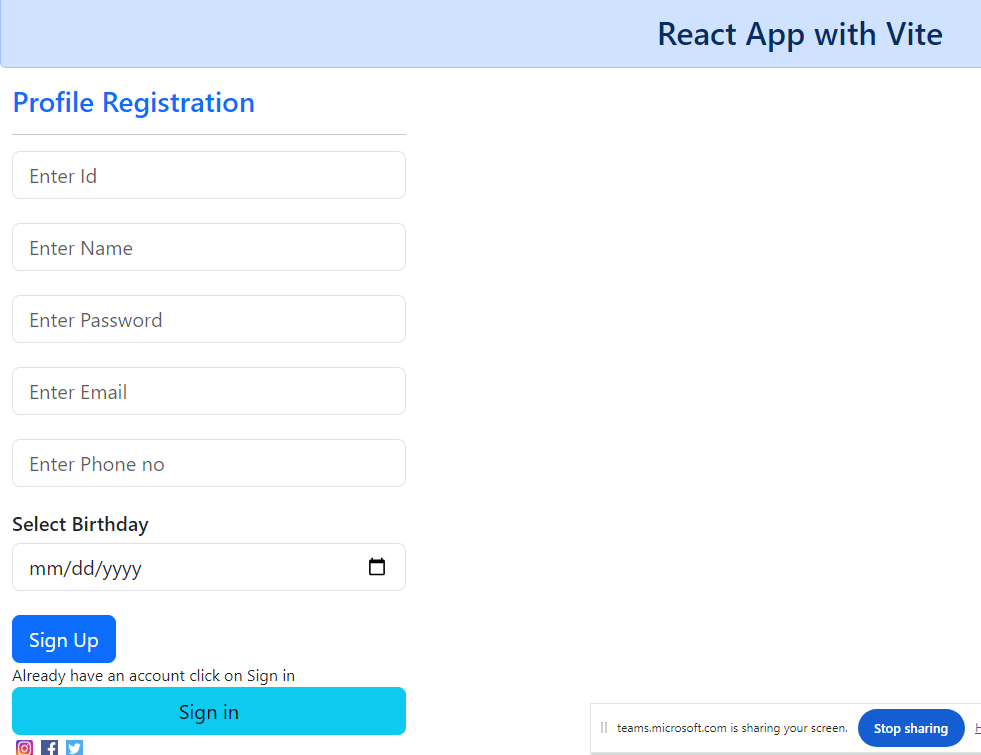 React App with Vite
Profile Registration
Enter Id
Enter Name
Enter Password
Enter Email
Enter Phone no
Select Birthday
mm/dd/yyyy
Sign Up
Already have an account click on Sign in
Sign in
teams.microsoft.com is sharing your screen.
Stop sharing